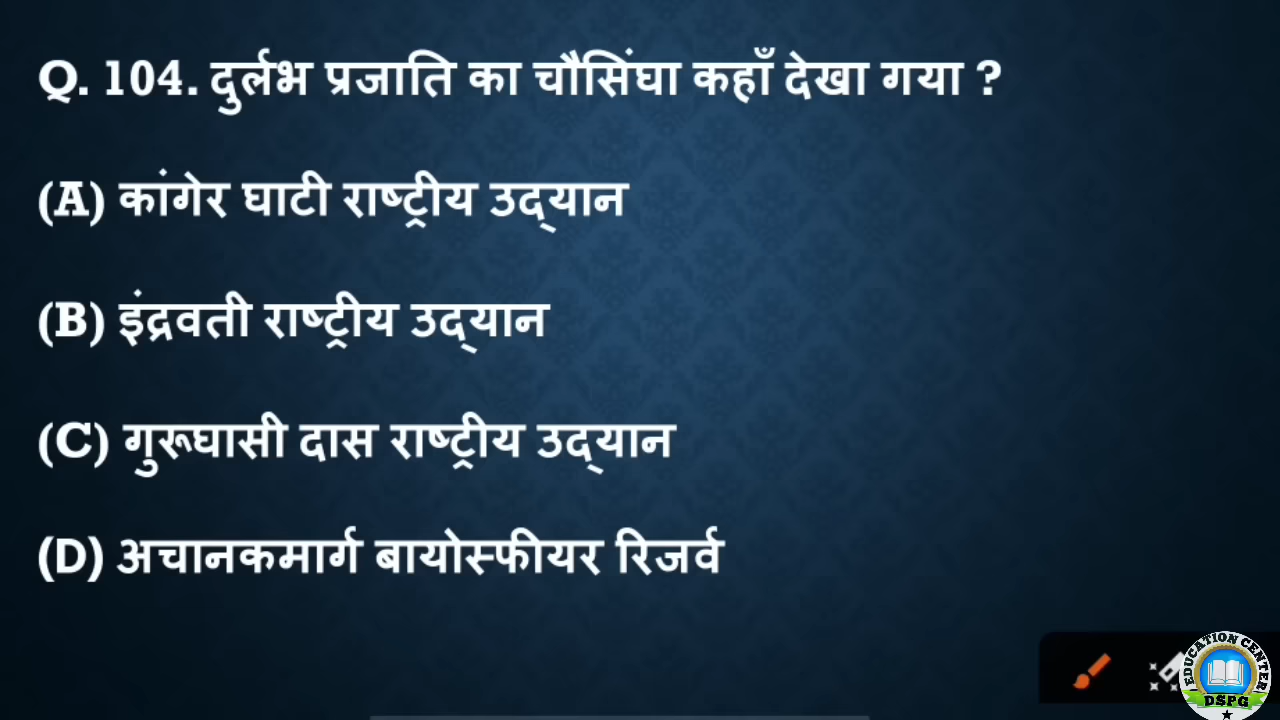 Q. 104. दुर्लभ प्रजाति का चौसिंघा कहाँ देखा गया ?
(A) कांगेर घाटी राष्ट्रीय उद्यान
(B) इंद्रवती राष्ट्रीय उद्यान
(C) गुरूघासी दास राष्ट्रीय उद्यान
(D) अचानकमार्ग बायोस्फीयर रिजर्व
EDUCATION CENTER
DSPG